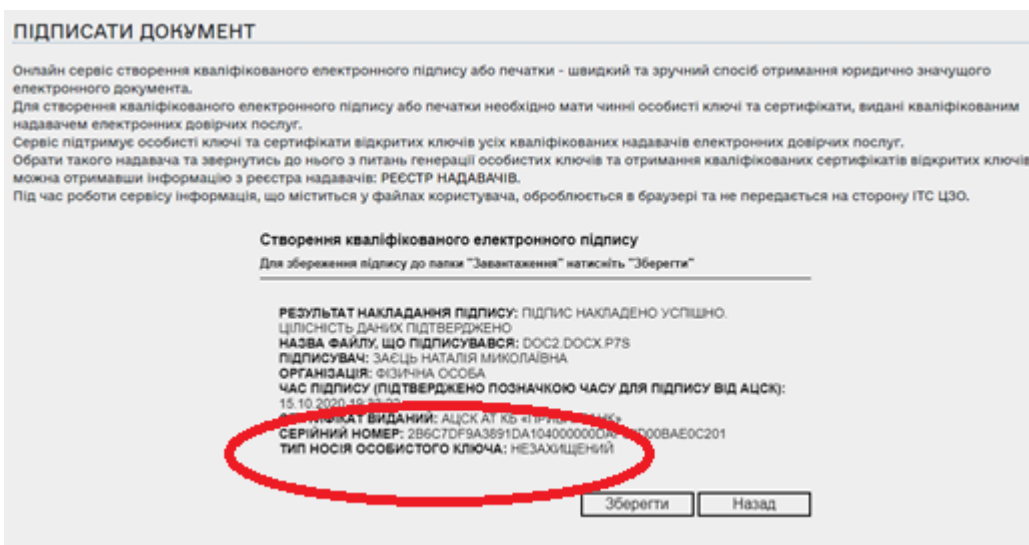 ПІДПИСАТИ ДОКУМЕНТ
Онлайн сервіс створення кваліфікованого електронного підпису або печатки - швидкий та зручний спосіб отримання юридично значущого
електронного документа.
Для створення кваліфікованого електронного підпису або печатки необхідно мати чинні особисті ключі та сертифікати, видані кваліфікованим
надавачем електронних довірчих послуг.
Сервіс підтримує особисті ключі та сертифікати відкритих ключів усіх кваліфікованих надавачів електронних довірчих послуг.
Обрати такого надавача та звернутись до нього з питань генерації особистих ключів та отримання кваліфікованих сертифікатів відкритих ключів
можна отримавши інформацію з реєстра надавачів: РЕЄСТР НАДАВАЧІВ.
Під час роботи сервісу інформація, що міститься у файлах користувача, оброблюється в браузері та не передається на сторону ІТС ЦЗО.
Створення кваліфікованого електронного підпису
Для збереження підпису до папки "Завантаження" натисніть "Зберегти"
РЕЗУЛЬТАТ НАКЛАДАННЯ ПІДПИСУ: ПІДПИС НАКЛАДЕНО УСПІШНО.
ЦІЛІСНІСТЬ ДАНИХ ПІДТВЕРДЖЕНО
НАЗВА ФАЙЛУ, ЩО ПІДПИСУВАВСЯ: DOC2.DOCX.P7S
ПІДПИСУВАЧ: ЗАЄЦЬ НАТАЛІЯ МИКОЛАЇВНА
ОРГАНІЗАЦІЯ: ФІЗИЧНА ОСОБА
ЧАС ПІДПИСУ (ПІДТВЕРДЖЕНО ПОЗНАЧКОЮ ЧАСУ ДЛЯ ПІДПИСУ ВІД АЦСК):
15.10.2020
СЕРТИФІКАТ ВИДАНИЙ: АЦСК АТ КБ
СЕРІЙНИЙ НОМЕР:
ТИП НОСІЯ ОСОБИСТОГО КЛЮЧА: НЕЗАХИЩЕНИЙ
Зберегти Назад